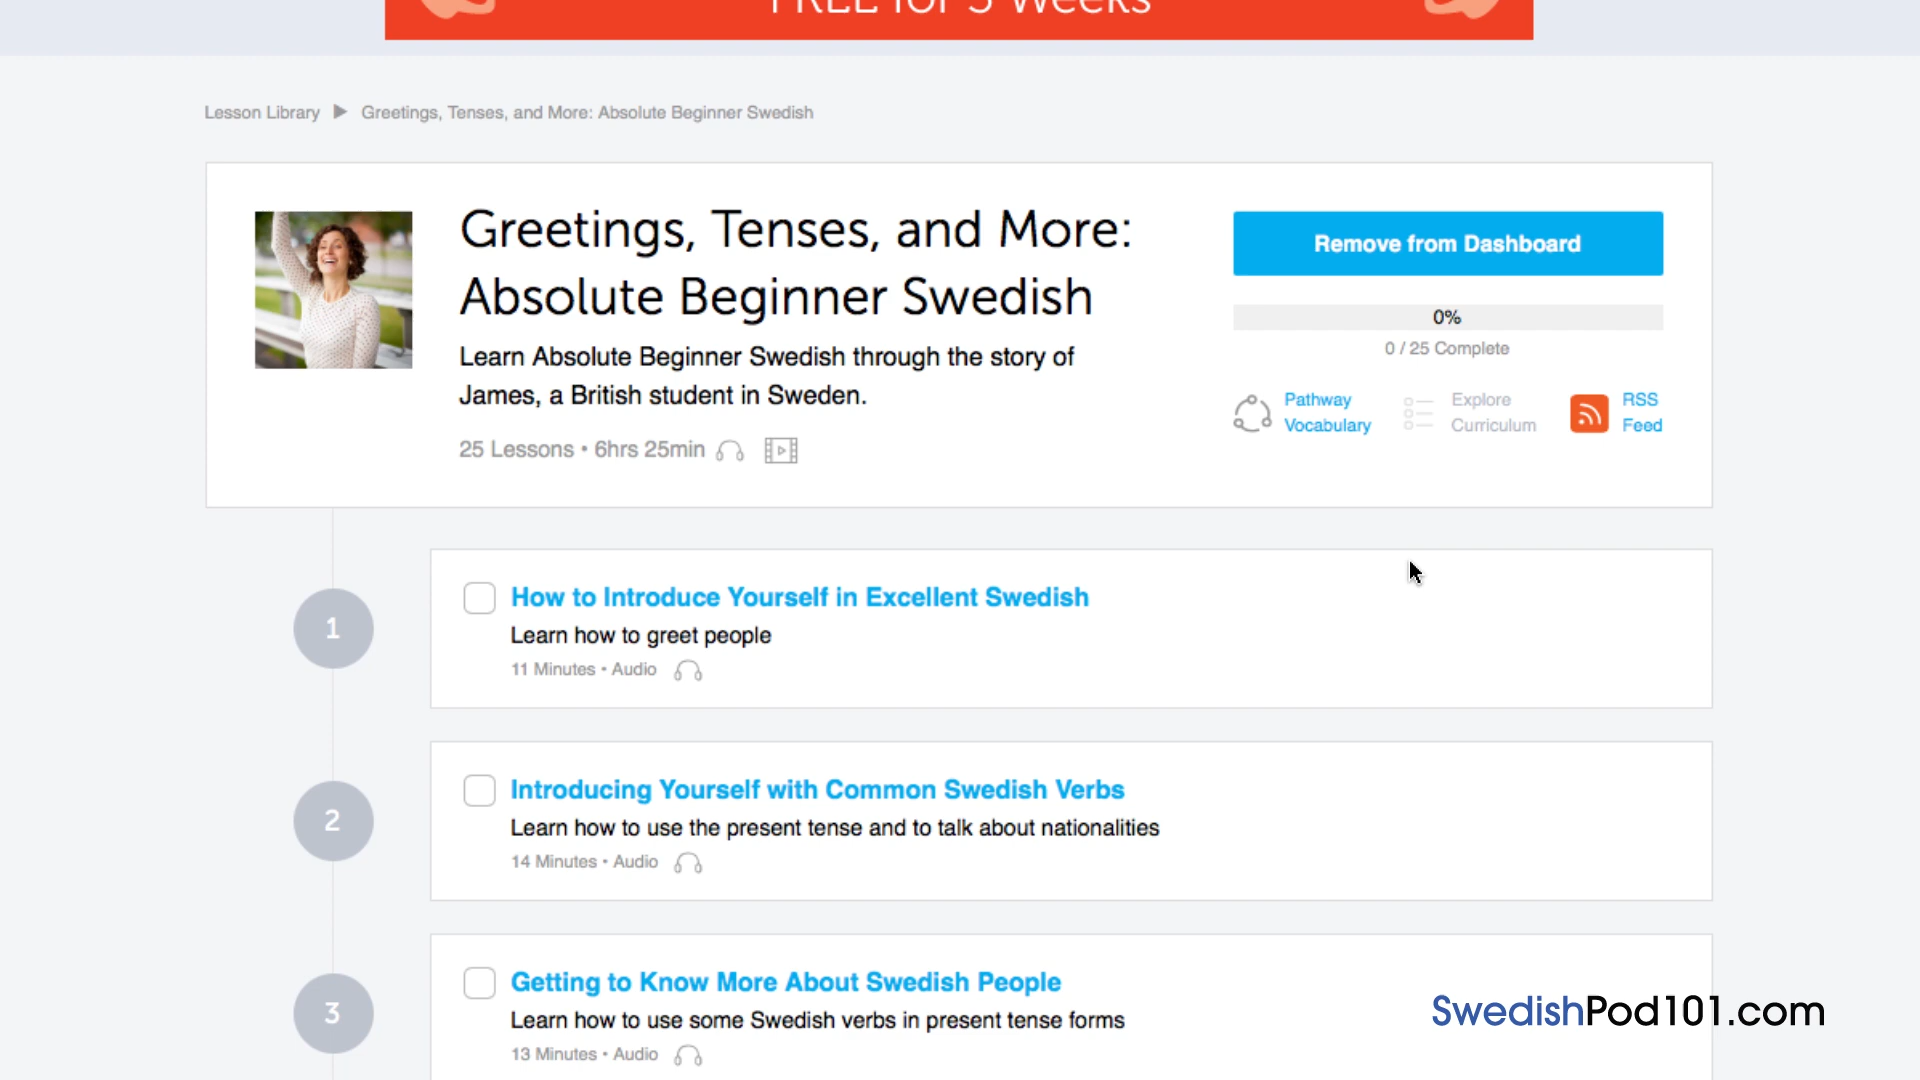 FREE for 3 Weeks
Lesson Library ▶ Greetings, Tenses, and More: Absolute Beginner Swedish
Greetings, Tenses, and More:
Absolute Beginner Swedish
Learn Absolute Beginner Swedish through the story of
James, a British student in Sweden.
25 Lessons • 6hrs 25min
Remove from Dashboard
0%
0 / 25 Complete
Pathway
Vocabulary
Explore
Curriculum
RSS
Feed
1
How to Introduce Yourself in Excellent Swedish
Learn how to greet people
11 Minutes • Audio
2
Introducing Yourself with Common Swedish Verbs
Learn how to use the present tense and to talk about nationalities
14 Minutes • Audio
3
Getting to Know More About Swedish People
Learn how to use some Swedish verbs in present tense forms
13 Minutes • Audio
SwedishPod101.com